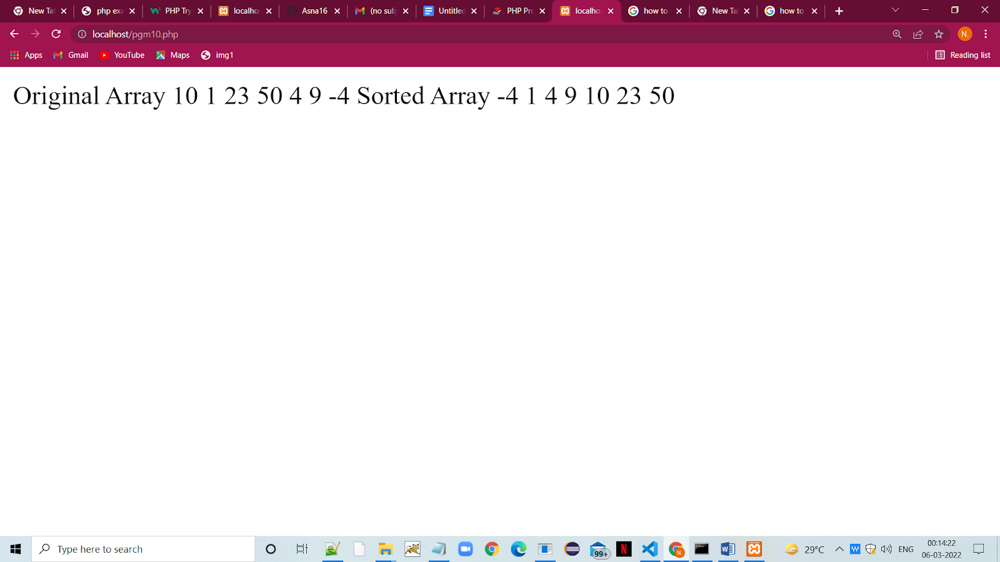 New Ta php exa PHP Try localhos Asna16 (no sub Untitled PHP Pro localhos how to New Ta how to
localhost/pgm10.php N.
Apps Gmail YouTube Maps img1 Reading list
Original Array 10 1 23 50 4 9 -4 Sorted Array -4 1 4 9 10 23 50
Type here to search 99+ N N 29°C ENG 00:14:22
06-03-2022